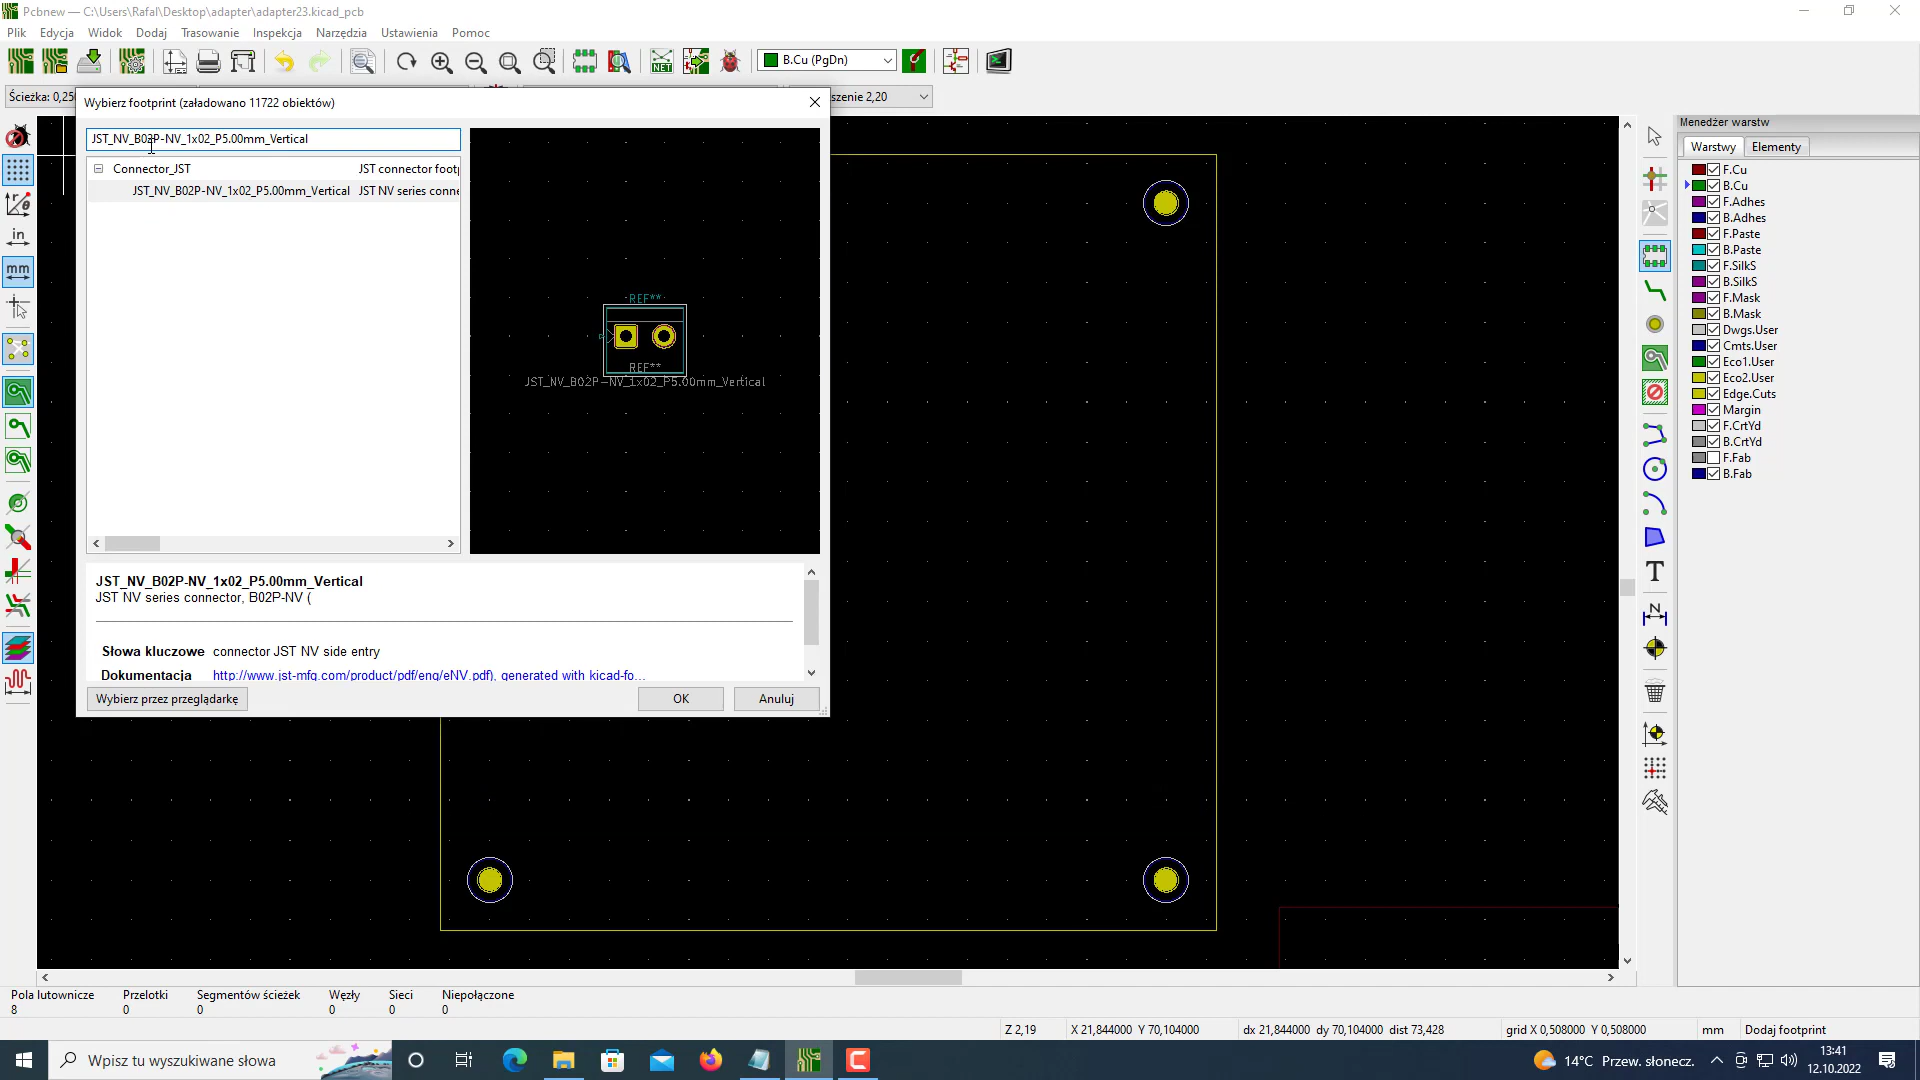 Pcbnew — C:\Users\Rafal\Desktop\adapter\adapter23.kicad_pcb
Plik Edycja Widok Dodaj Trasowanie Inspekcja Narzędzia Ustawienia Pomoc
NET B.Cu (PgDn)
Ścieżka: 0,25 szenie 2,20
Wybierz footprint (załadowano 11722 obiektów)
JST_NV_B02P-NV_1x02_P5.00mm_Vertical
Connector_JST JST connector footp
JST_NV_B02P-NV_1x02_P5.00mm_Vertical JST NV series conne
REF**
REF**
JST_NV_B02P-NV_1x02_P5.00mm_Vertical
JST_NV_B02P-NV_1x02_P5.00mm_Vertical
JST NV series connector, B02P-NV (
Słowa kluczowe connector JST NV side entry
Dokumentacja http://www.jst-mfg.com/product/pdf/eng/eNV.pdf), generated with kicad-fo...
Wybierz przez przeglądarkę OK Anuluj
in
mm
T
N
Menedżer warstw
Warstwy Elementy
F.Cu
B.Cu
F.Adhes
B.Adhes
F.Paste
B.Paste
F.SilkS
B.SilkS
F.Mask
B.Mask
Dwgs.User
Cmts.User
Eco1.User
Eco2.User
Edge.Cuts
Margin
F.CrtYd
B.CrtYd
F.Fab
B.Fab
Pola lutownicze Przelotki Segmentów ścieżek Węzły Sieci Niepołączone
8 0 0 0 0 0
Z 2,19 X 21,844000 Y 70,104000 dx 21,844000 dy 70,104000 dist 73,428 grid X 0,508000 Y 0,508000 mm Dodaj footprint
Wpisz tu wyszukiwane słowa
14°C Przew. słonecz.
13:41
12.10.2022